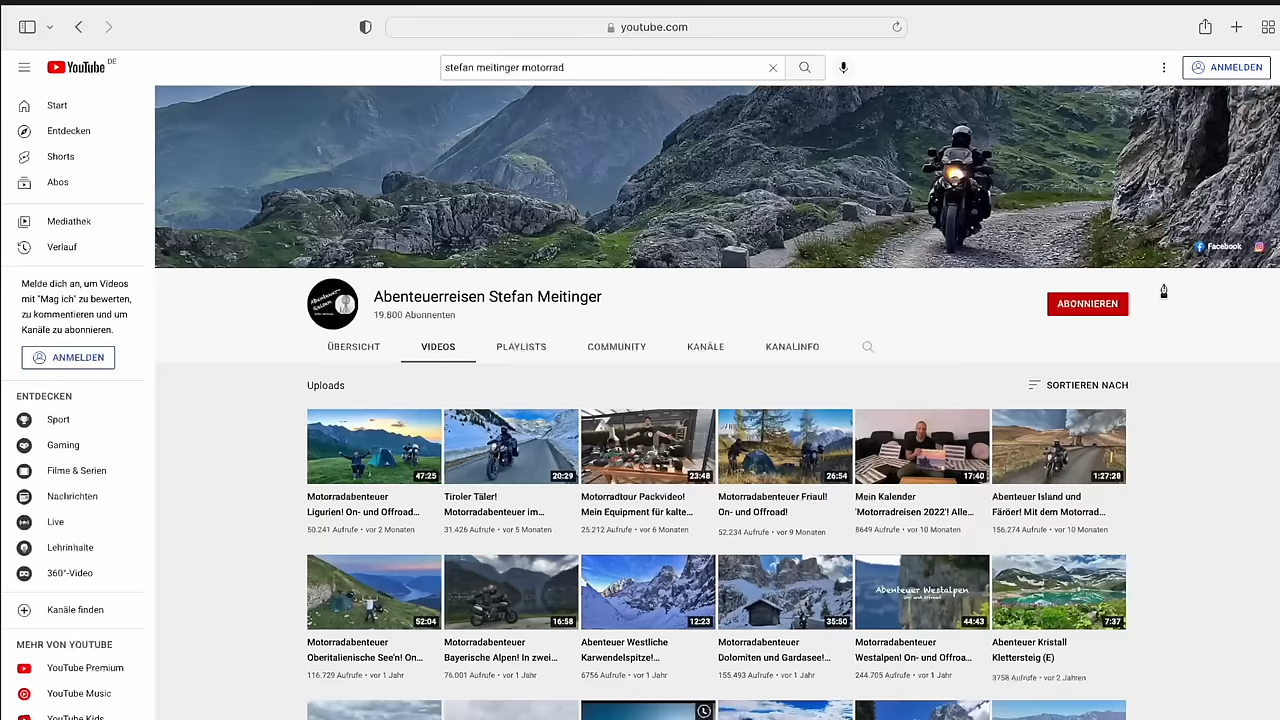 youtube.com
YouTube DE
stefan meitinger motorrad
ANMELDEN
Start
Entdecken
Shorts
Abos
Mediathek
Verlauf
Melde dich an, um Videos
mit "Mag ich" zu bewerten,
zu kommentieren und um
Kanäle zu abonnieren.
ANMELDEN
ENTDECKEN
Sport
Gaming
Filme & Serien
Nachrichten
Live
Lehrinhalte
360°-Video
Kanäle finden
MEHR VON YOUTUBE
YouTube Premium
YouTube Music
YouTube Kids
Facebook
Abenteuerreisen Stefan Meitinger
19.800 Abonnenten
ABONNIEREN
ÜBERSICHT VIDEOS PLAYLISTS COMMUNITY KANÄLE KANALINFO
Uploads
SORTIEREN NACH
47:25 20:29 23:48 26:54 17:40 1:27:28
Motorradabenteuer Tiroler Täler! Motorradtour Packvideo! Motorradabenteuer Friaul! Mein Kalender Abenteuer Island und
Ligurien! On- und Offroad... Motorradabenteuer im... Mein Equipment für kalte... On- und Offroad! 'Motorradreisen 2022'! Alle... Färöer! Mit dem Motorrad...
50.241 Aufrufe • vor 2 Monaten 31.426 Aufrufe • vor 5 Monaten 25.212 Aufrufe • vor 6 Monaten 52.234 Aufrufe • vor 9 Monaten 8649 Aufrufe • vor 10 Monaten 156.274 Aufrufe • vor 10 Monaten
Abenteuer Westalpen
52:04 16:58 12:23 35:50 44:43 7:37
Motorradabenteuer Motorradabenteuer Abenteuer Westliche Motorradabenteuer Motorradabenteuer Abenteuer Kristall
Oberitalienische See'n! On... Bayerische Alpen! In zwei... Karwendelspitze!... Dolomiten und Gardasee!... Westalpen! On- und Offroa... Klettersteig (E)
116.729 Aufrufe • vor 1 Jahr 76.001 Aufrufe • vor 1 Jahr 6756 Aufrufe • vor 1 Jahr 155.493 Aufrufe • vor 1 Jahr 244.705 Aufrufe • vor 1 Jahr 3758 Aufrufe • vor 2 Jahren